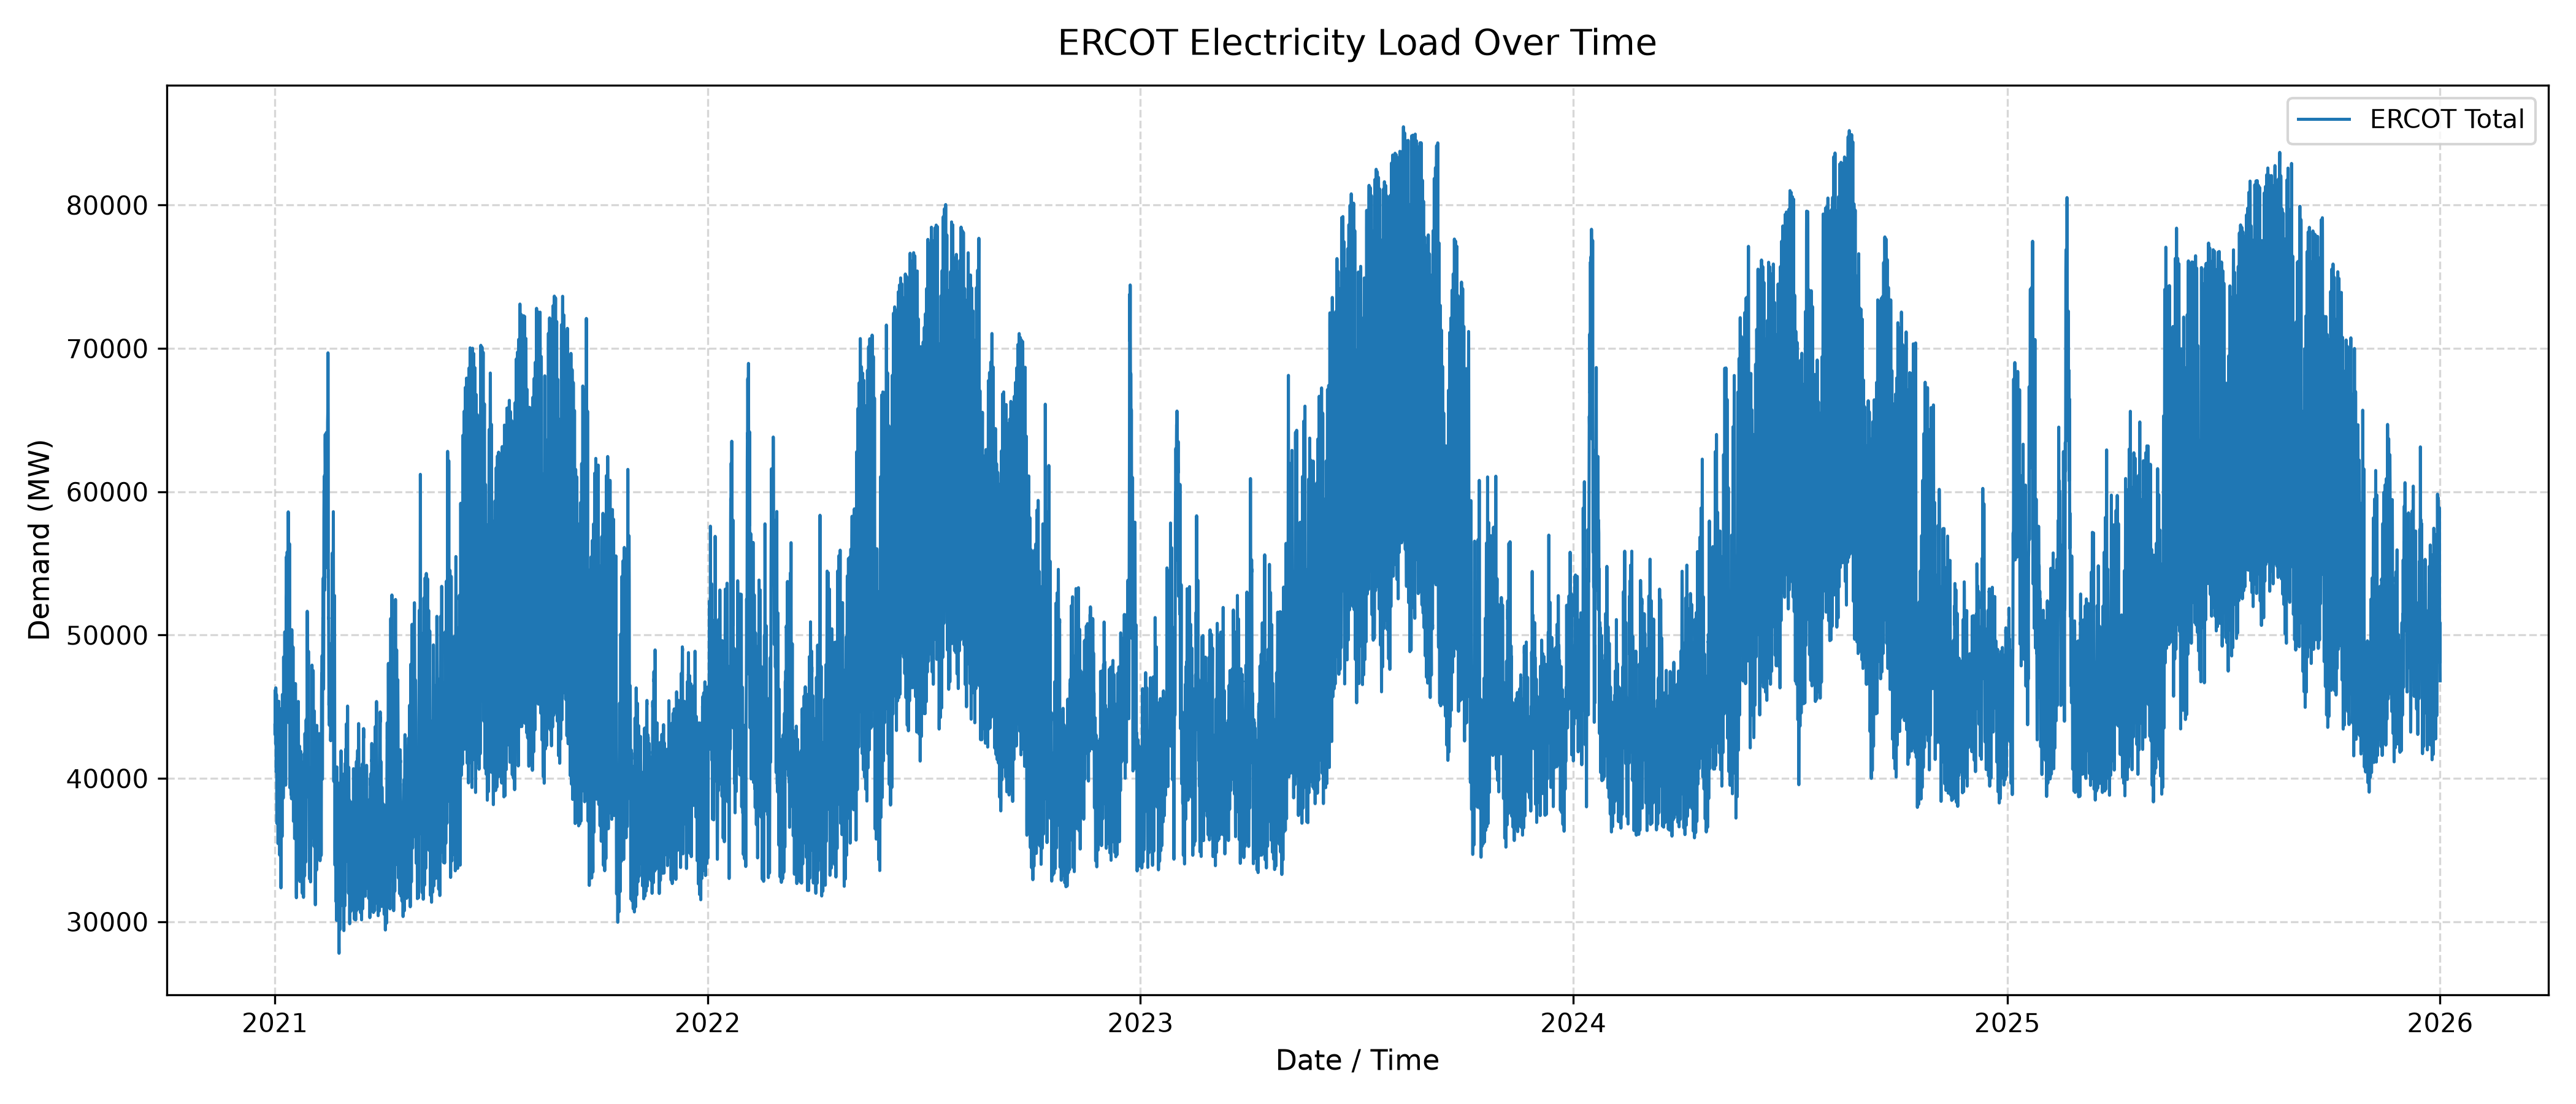 ERCOT Electricity Load Over Time
ERCOT Total
Demand (MW)
80000
70000
60000
50000
40000
30000
2021 2022 2023 2024 2025 2026
Date / Time